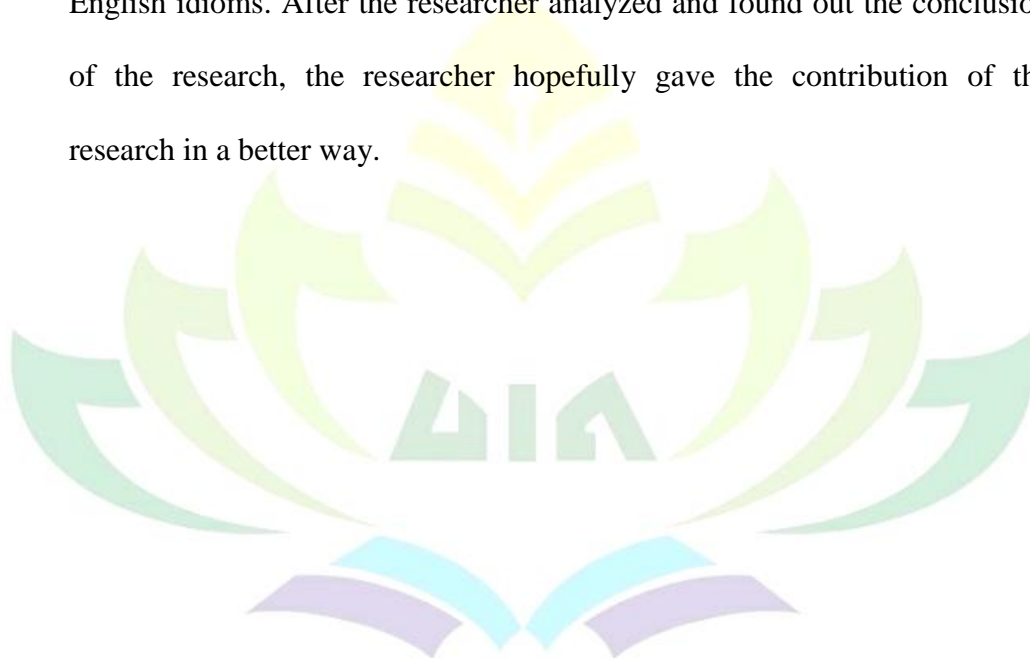 English idioms. After the researcher analyzed and found out the conclusio
of the research, the researcher hopefully gave the contribution of th
research in a better way.
UIN